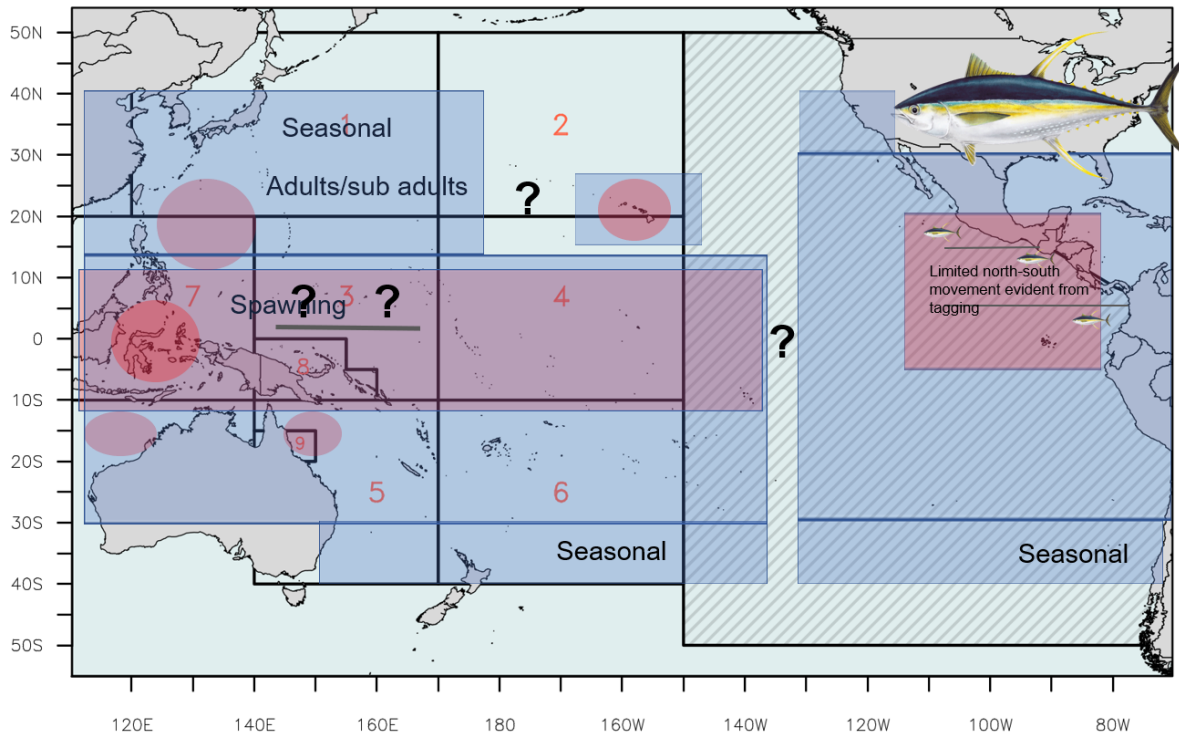 50N
40N
30N
20N
10N
0
10S
20S
30S
40S
50S
1
2
Seasonal
Adults/sub adults
?
7
Spawning
?
3
?
4
?
8
9
5
6
Seasonal
Limited north-south
movement evident from
tagging
Seasonal
120E
140E
160E
180
160W
140W
120W
100W
80W